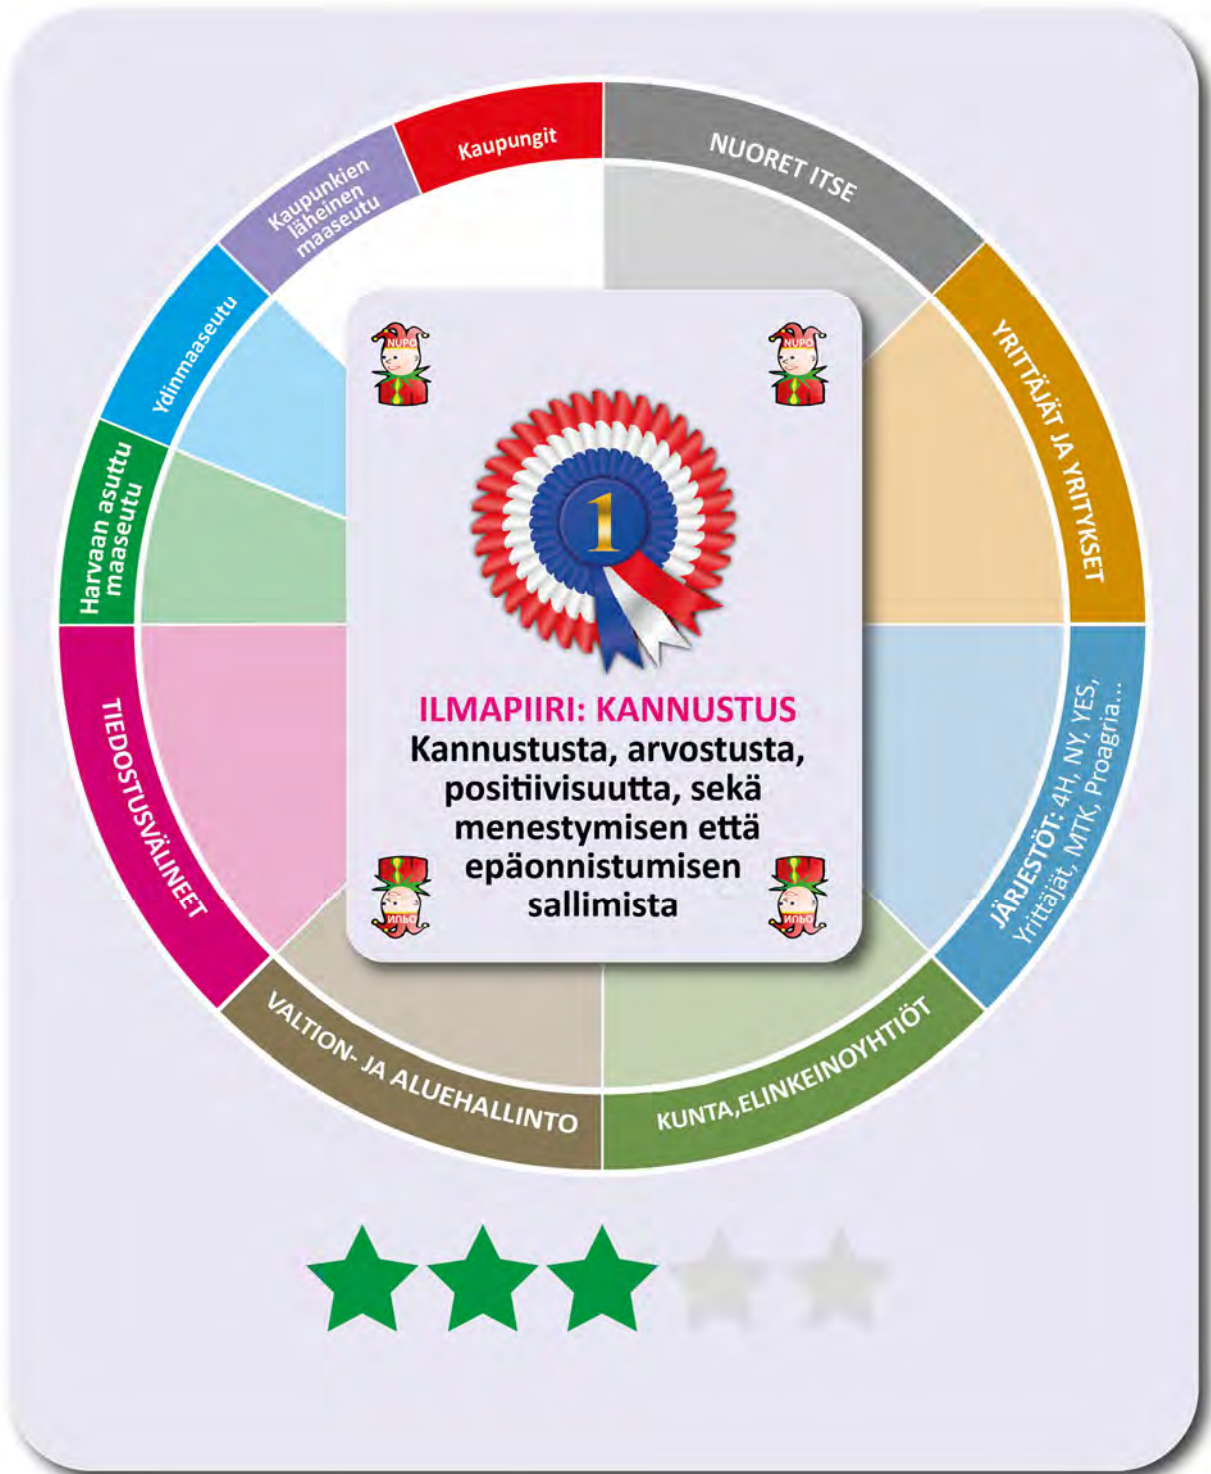 Kaupungit
NUORET ITSE
Kaupunkien
läheinen
maaseutu
YRITTÄJÄT JA YRITYKSET
Ydinmaaseutu
Harvaan asuttu
maaseutu
NUPO
NUPO
1
ILMAPIIRI: KANNUSTUS
Kannustusta, arvostusta,
positiivisuutta, sekä
menestymisen että
epäonnistumisen
sallimista
NUPO
NUPO
JÄRJESTÖT: 4H, NY, YES,
Yrittäjät, MTK, Proagria...
TIEDOSTUSVÄLINEET
VALTION- JA ALUEHALLINTO
KUNTA,ELINKEINOYHTIÖT